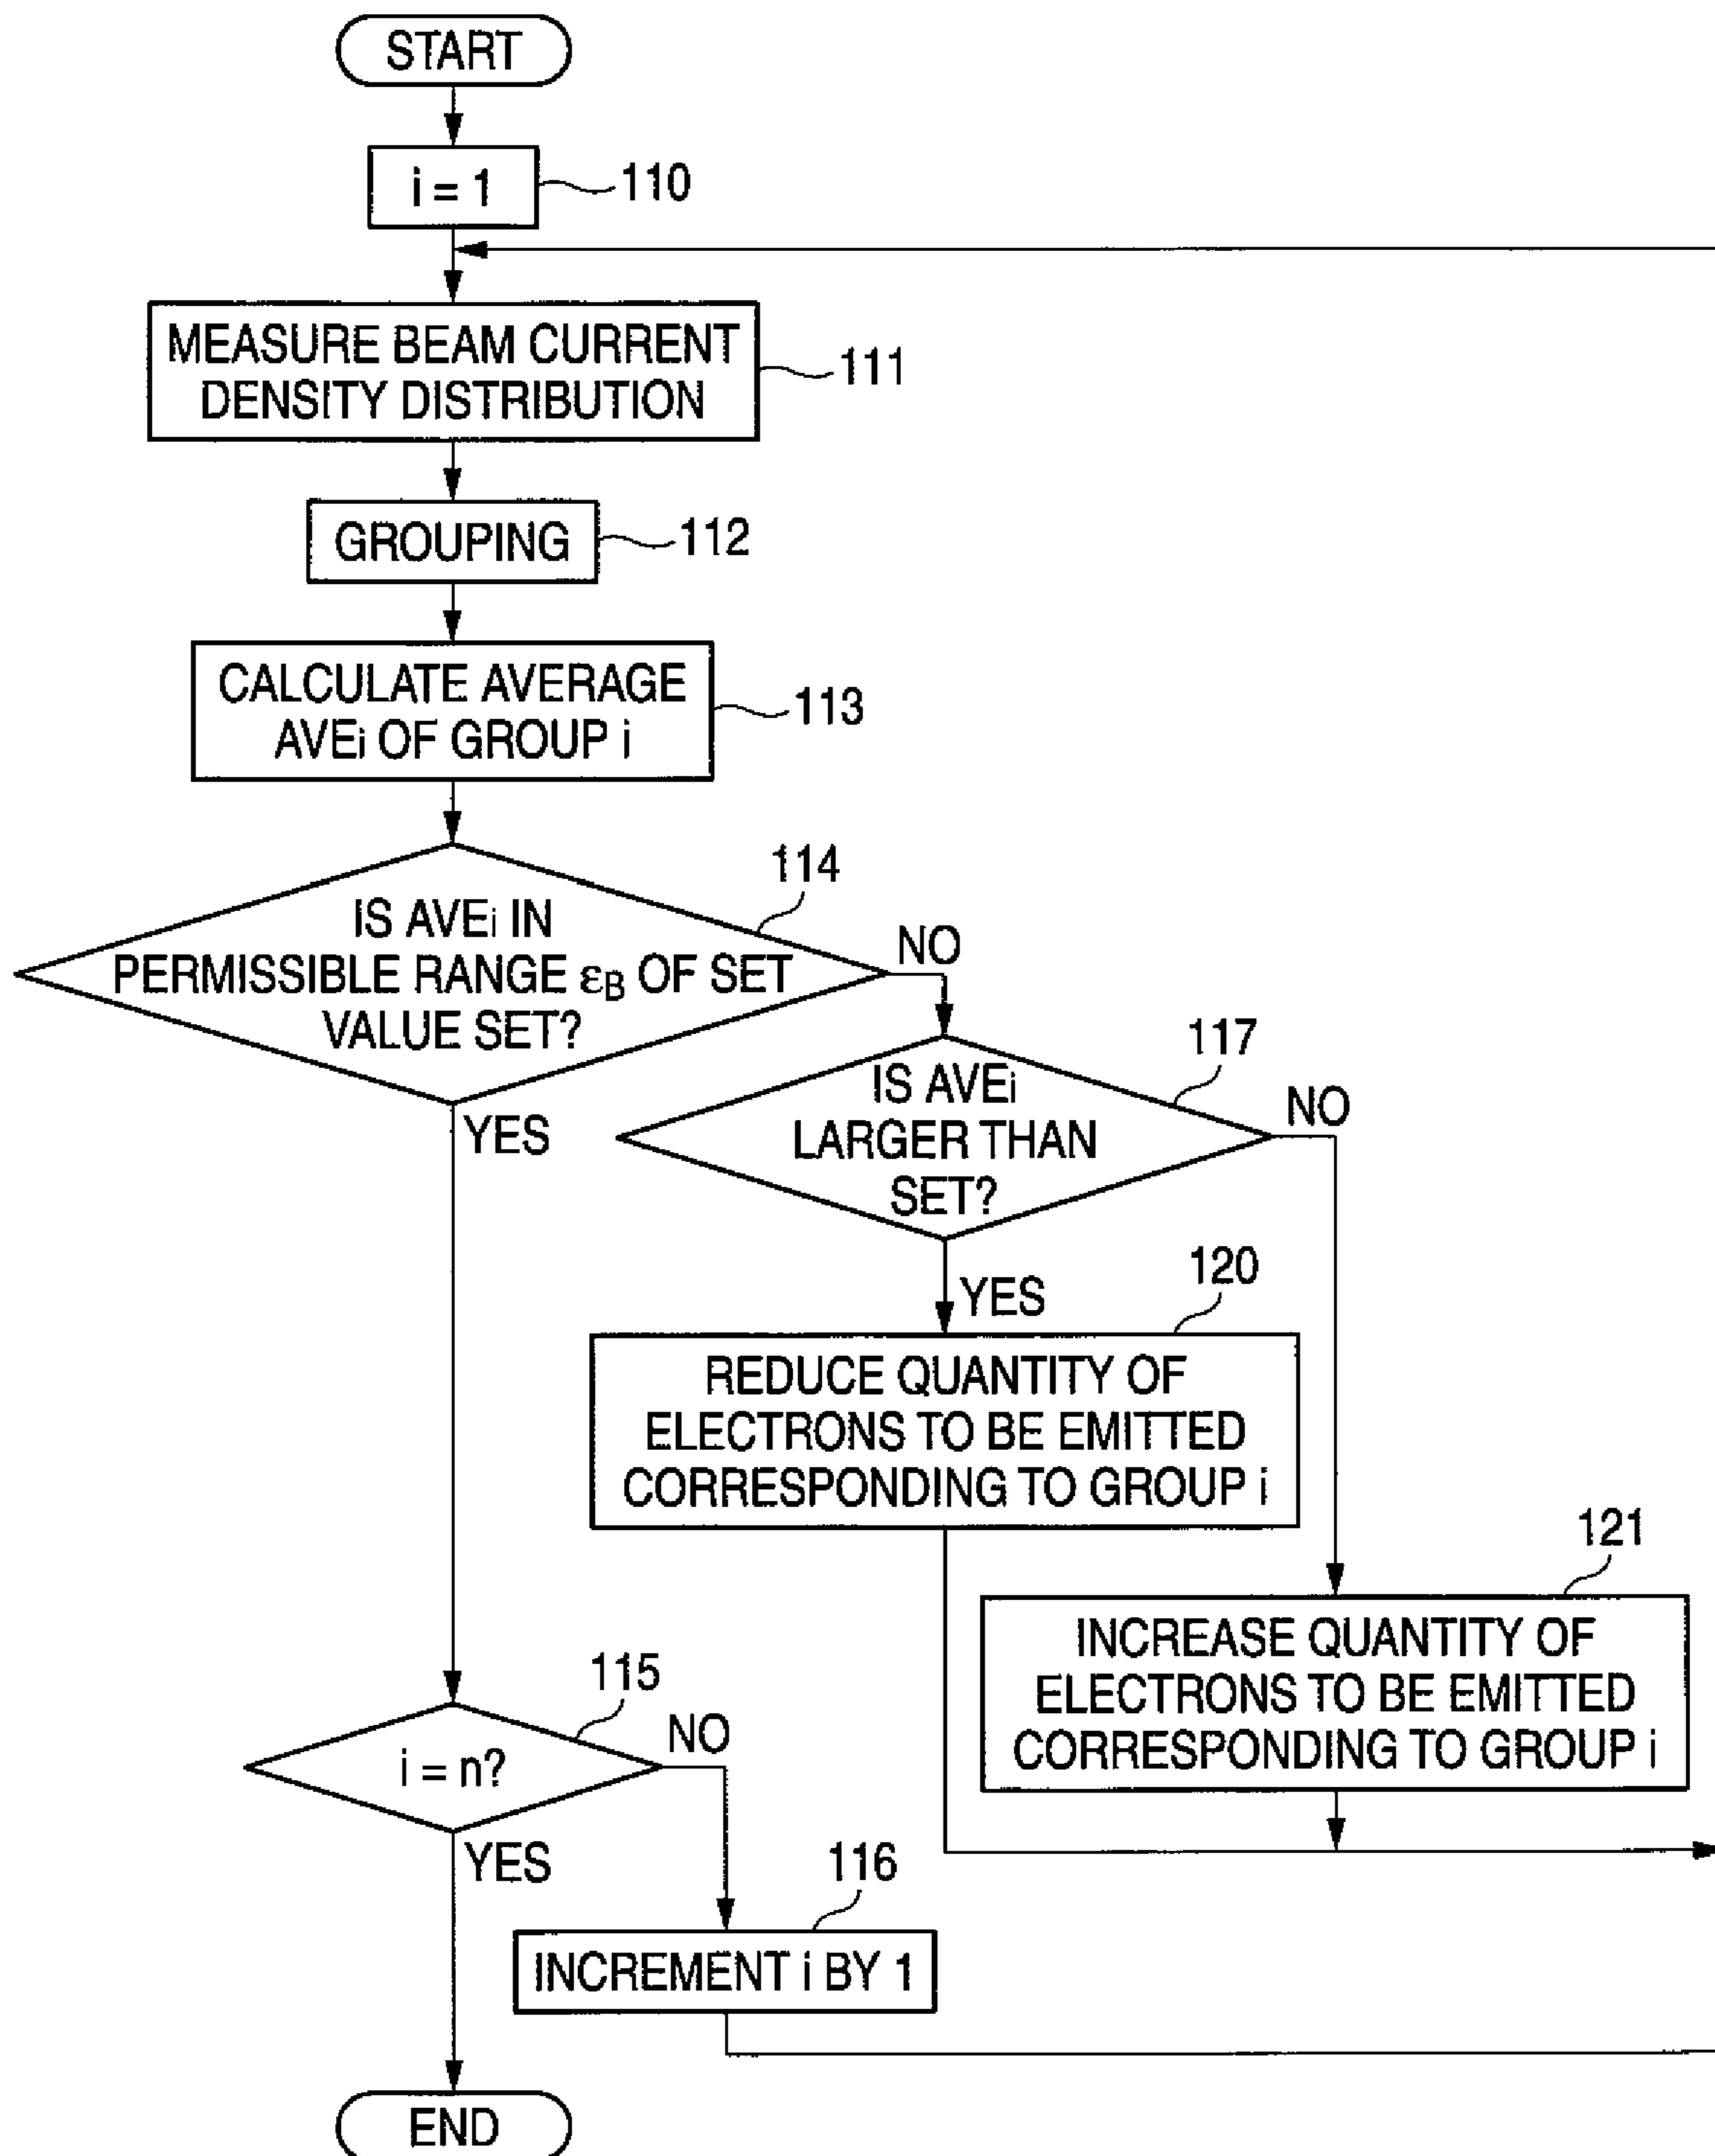 START
i = 1
110
MEASURE BEAM CURRENT
DENSITY DISTRIBUTION
111
GROUPING
112
CALCULATE AVERAGE
AVEi OF GROUP i
113
114
IS AVEi IN
PERMISSIBLE RANGE εB OF SET
VALUE SET?
NO
YES
117
IS AVEi
LARGER THAN
SET?
NO
YES
120
REDUCE QUANTITY OF
ELECTRONS TO BE EMITTED
CORRESPONDING TO GROUP i
121
INCREASE QUANTITY OF
ELECTRONS TO BE EMITTED
CORRESPONDING TO GROUP i
115
i = n?
NO
YES
116
INCREMENT i BY 1
END